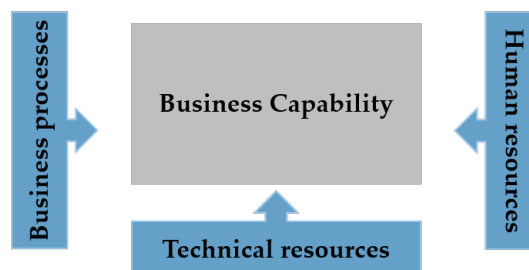 Business processes
Business Capability
Human resources
Technical resources